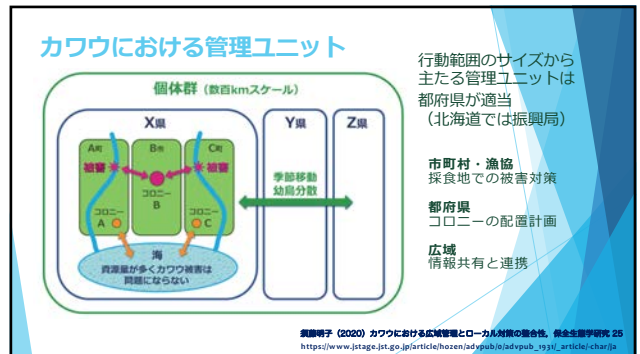 カワウにおける管理ユニット
個体群（数百kmスケール）
X県
Y県
Z県
A町
B市
C町
被害
被害
コロニー
B
コロニー
A
コロニー
C
季節移動
幼鳥分散
海
資源量が多くカワウ被害は
問題にならない
行動範囲のサイズから
主たる管理ユニットは
都府県が適当
（北海道では振興局）
市町村・漁協
採食地での被害対策
都府県
コロニーの配置計画
広域
情報共有と連携
須藤明子（2020）カワウにおける広域管理とローカル対策の整合性, 保全生態学研究 25
https://www.jstage.jst.go.jp/article/hozen/advpub/0/advpub_1931/_article/-char/ja